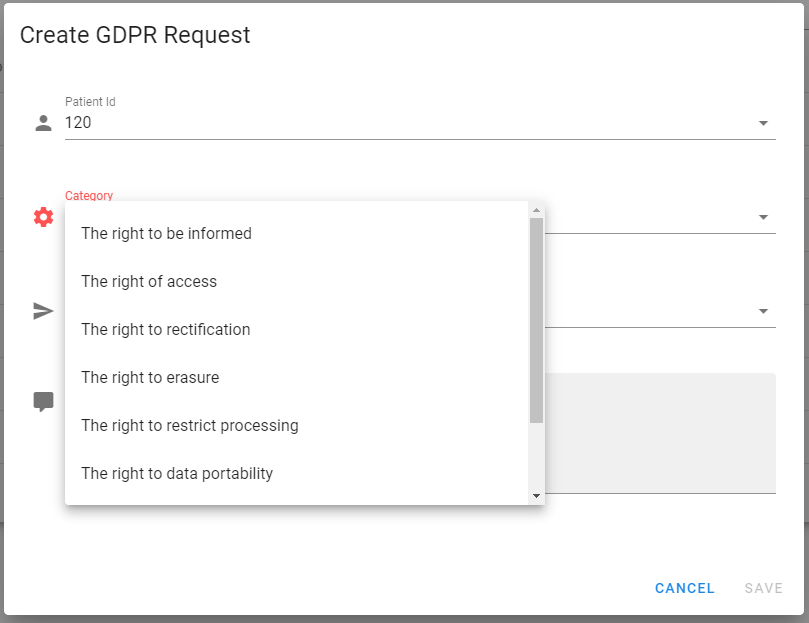 Create GDPR Request
Patient Id
120
Category
The right to be informed
The right of access
The right to rectification
The right to erasure
The right to restrict processing
The right to data portability
CANCEL
SAVE